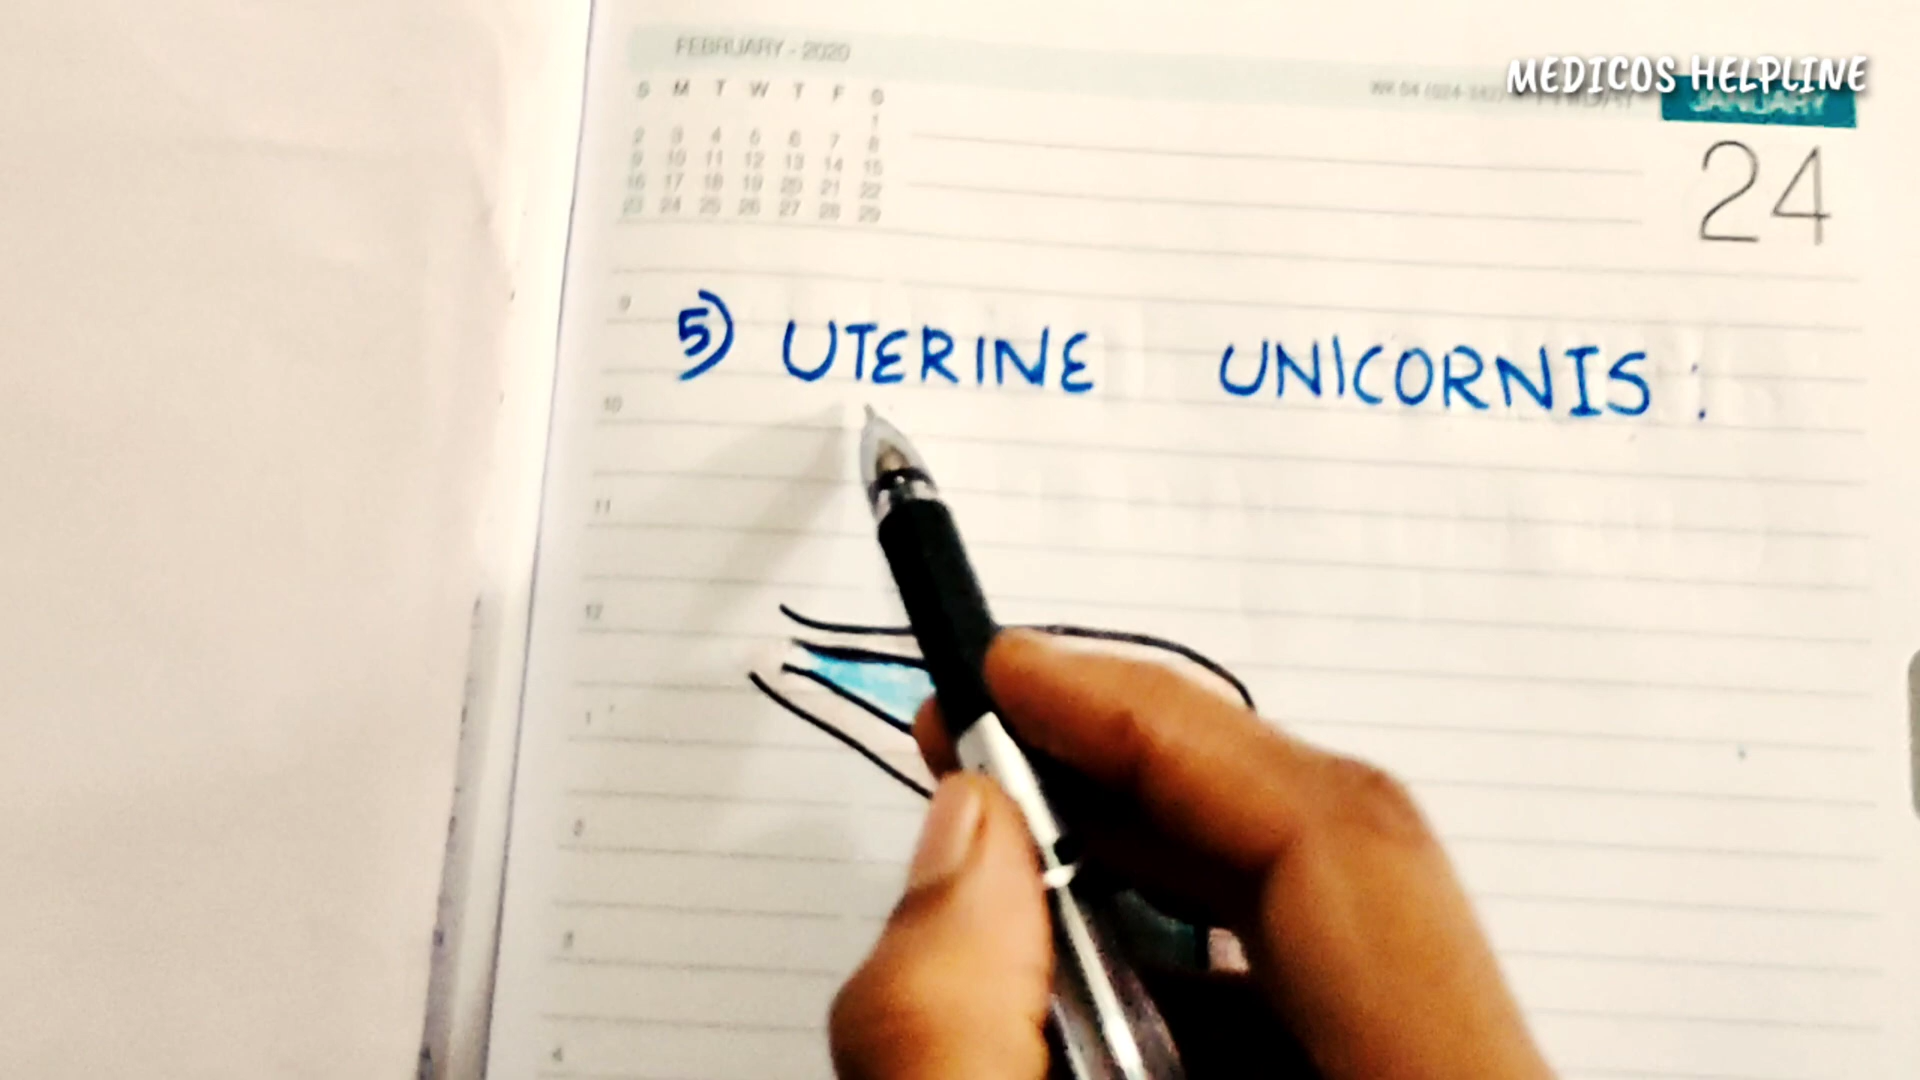 MEDICOS HELPLINE
FEBRUARY - 2020
JANUARY
S M T W T F S
1
2 3 4 5 6 7 8
9 10 11 12 13 14 15
16 17 18 19 20 21 22
23 24 25 26 27 28 29
24
9
5) UTERINE UNICORNIS :
10
11
12
1
2
3
4